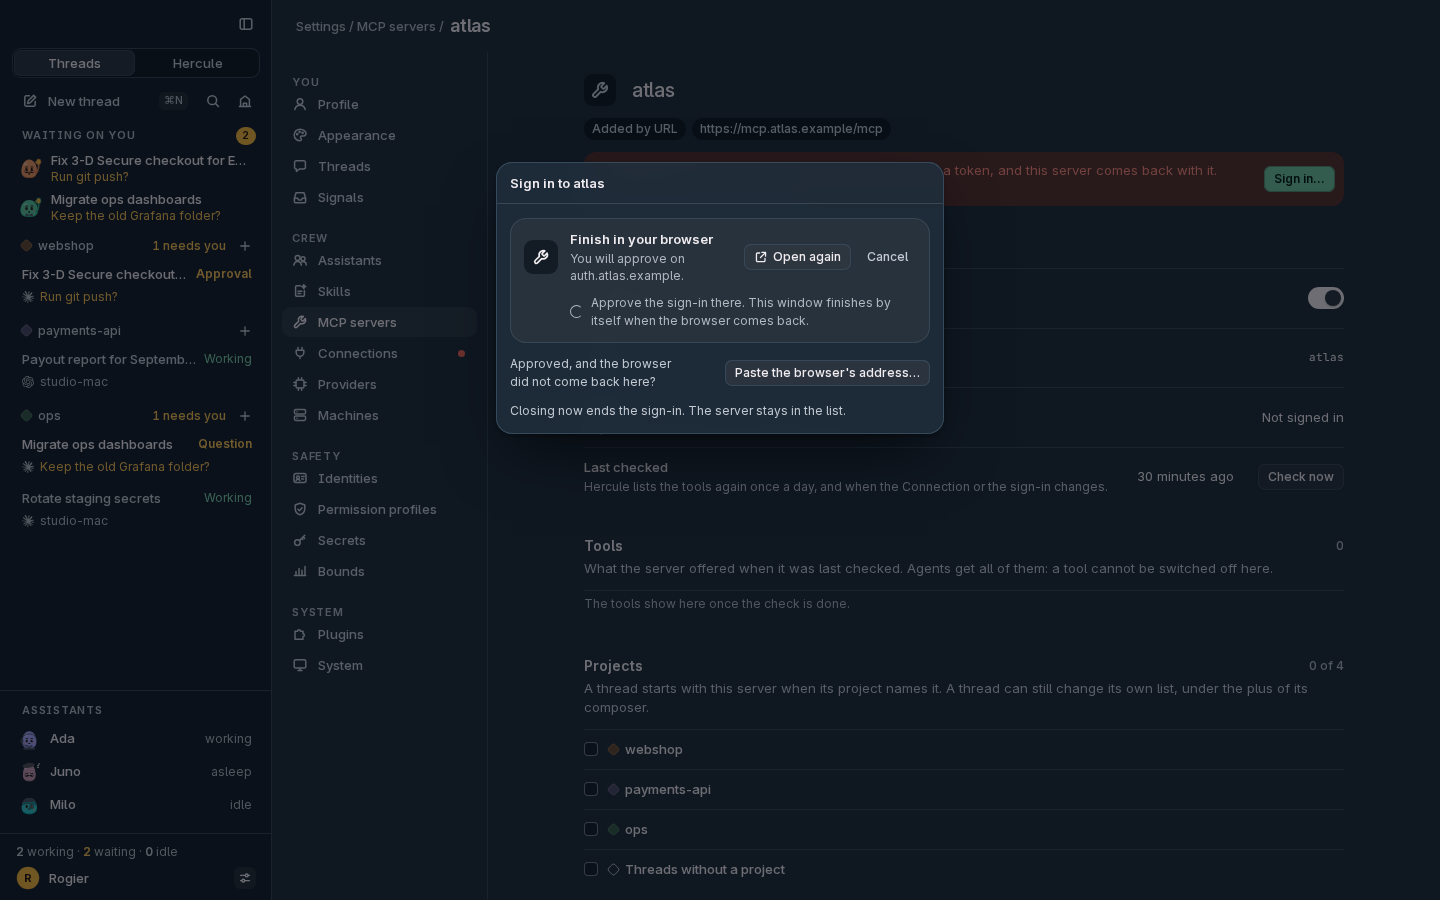 Settings / MCP servers / atlas
Threads
Hercule
New thread
⌘N
WAITING ON YOU
2
Fix 3-D Secure checkout for E…
Run git push?
Migrate ops dashboards
Keep the old Grafana folder?
webshop
1 needs you
Fix 3-D Secure checkout…
Approval
Run git push?
payments-api
Payout report for Septemb…
Working
studio-mac
ops
1 needs you
Migrate ops dashboards
Question
Keep the old Grafana folder?
Rotate staging secrets
Working
studio-mac
ASSISTANTS
Ada
working
Juno
asleep
Milo
idle
2 working · 2 waiting · 0 idle
R
Rogier
YOU
Profile
Appearance
Threads
Signals
CREW
Assistants
Skills
MCP servers
Connections
Providers
Machines
SAFETY
Identities
Permission profiles
Secrets
Bounds
SYSTEM
Plugins
System
atlas
Added by URL
https://mcp.atlas.example/mcp
a token, and this server comes back with it.
Sign in…
Sign in to atlas
Finish in your browser
You will approve on
auth.atlas.example.
Open again
Cancel
Approve the sign-in there. This window finishes by
itself when the browser comes back.
Approved, and the browser
did not come back here?
Paste the browser's address…
Closing now ends the sign-in. The server stays in the list.
atlas
Not signed in
Last checked
Hercule lists the tools again once a day, and when the Connection or the sign-in changes.
30 minutes ago
Check now
Tools
0
What the server offered when it was last checked. Agents get all of them: a tool cannot be switched off here.
The tools show here once the check is done.
Projects
0 of 4
A thread starts with this server when its project names it. A thread can still change its own list, under the plus of its
composer.
webshop
payments-api
ops
Threads without a project